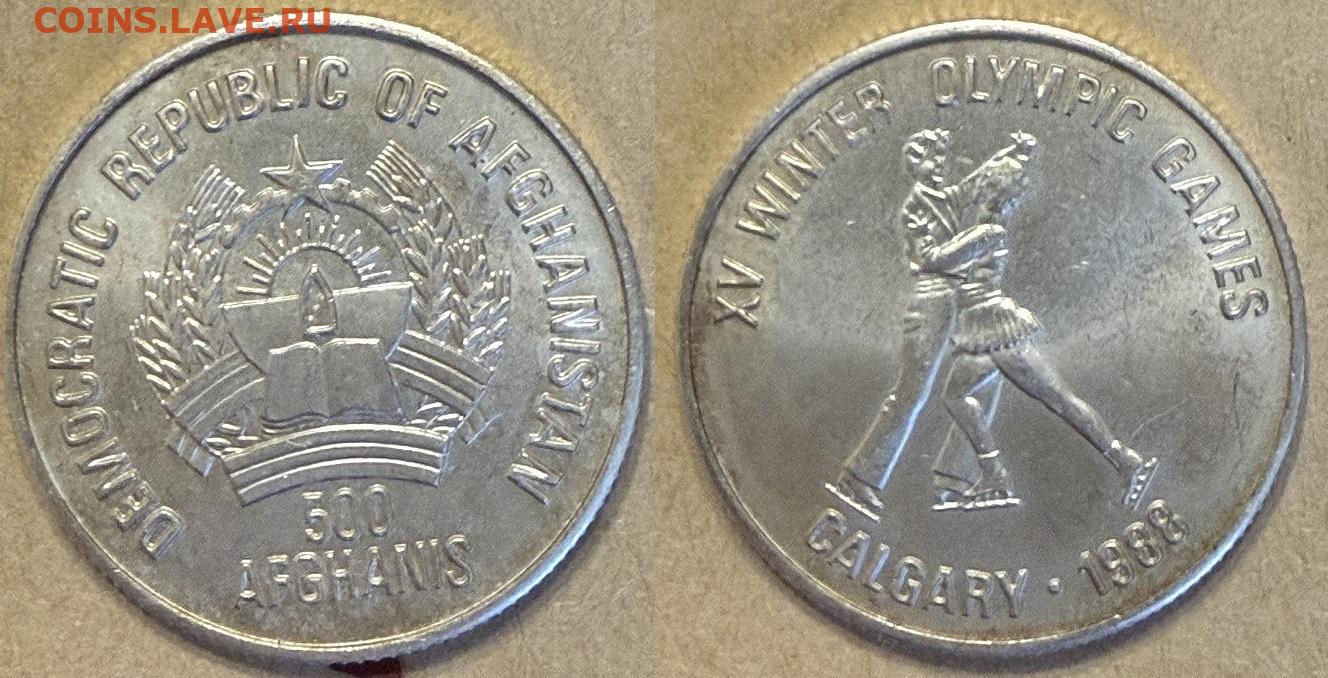 COINS.LAVE.RU
DEMOCRATIC REPUBLIC OF AFGHANISTAN
500
AFGHANIS
XV WINTER OLYMPIC GAMES
CALGARY · 1988